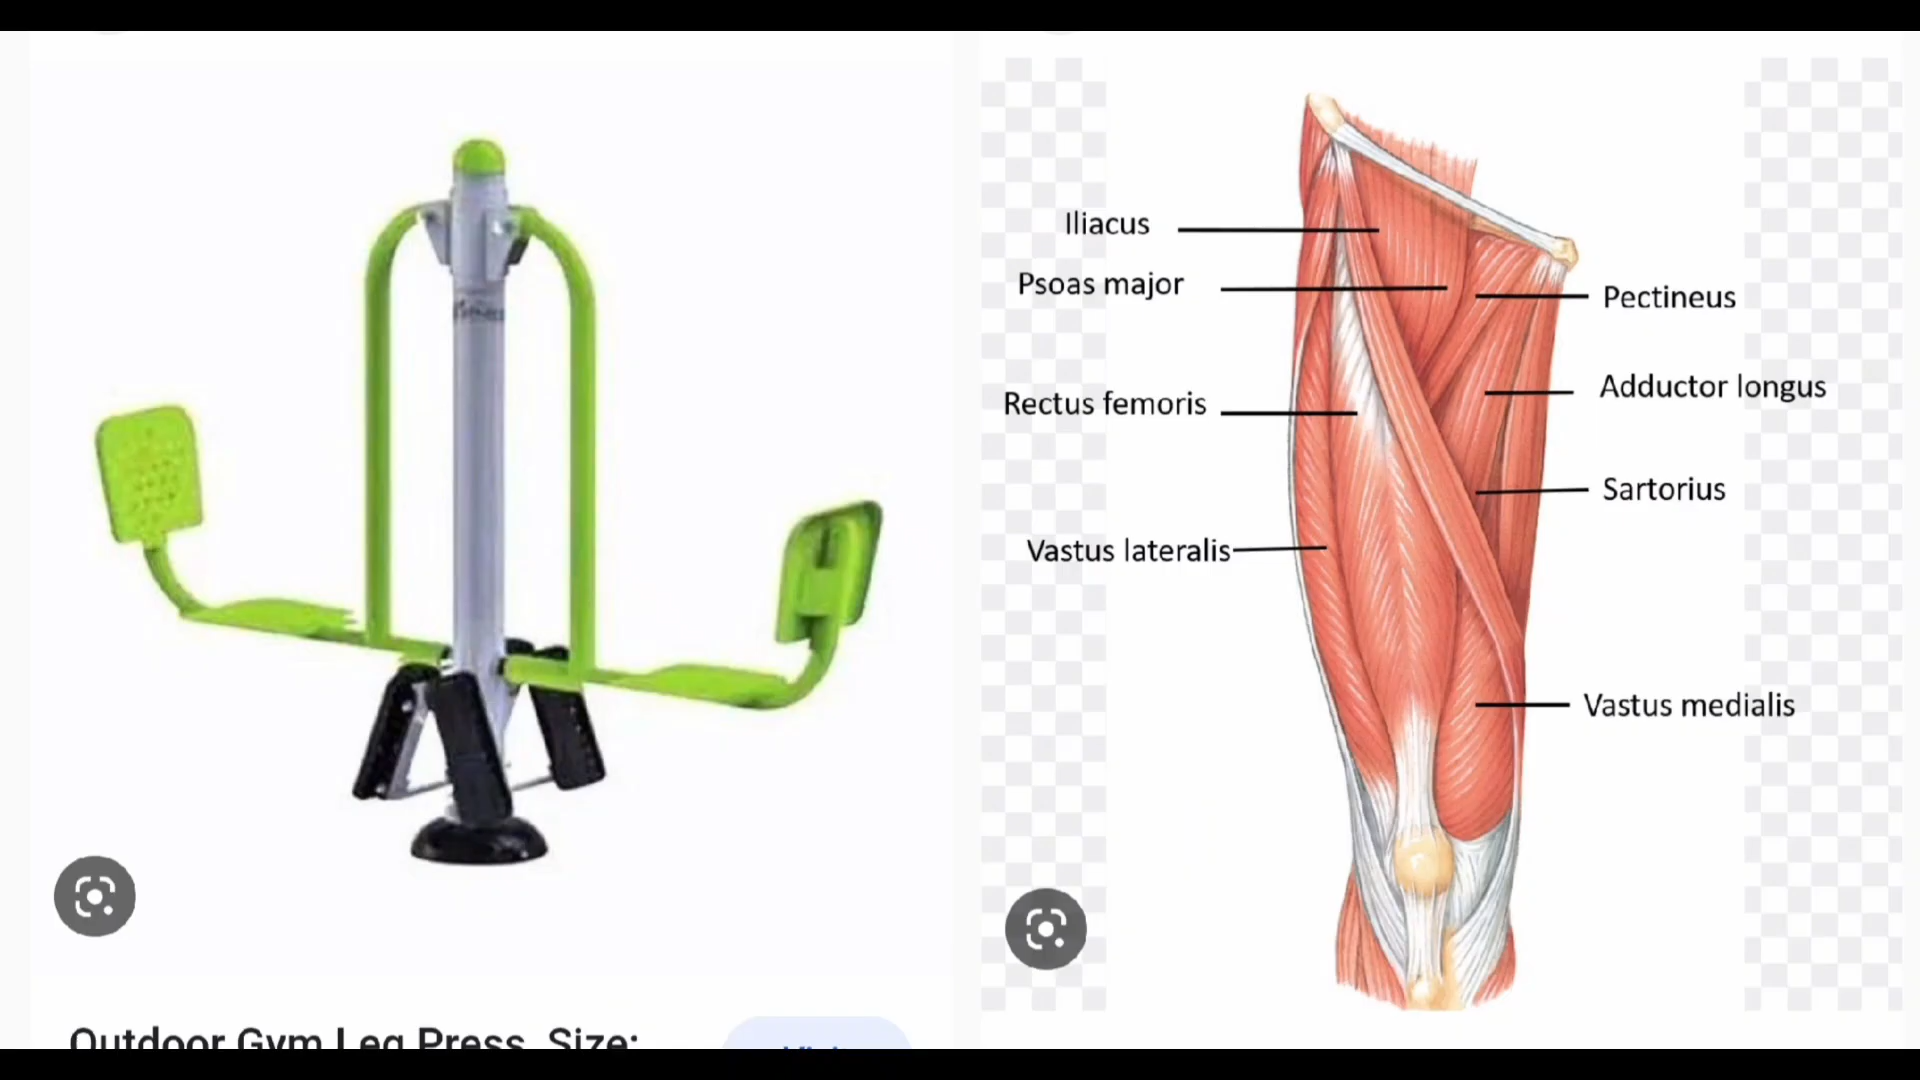 Outdoor Gym Leg Press, Size:
Iliacus
Psoas major
Pectineus
Adductor longus
Rectus femoris
Sartorius
Vastus lateralis
Vastus medialis